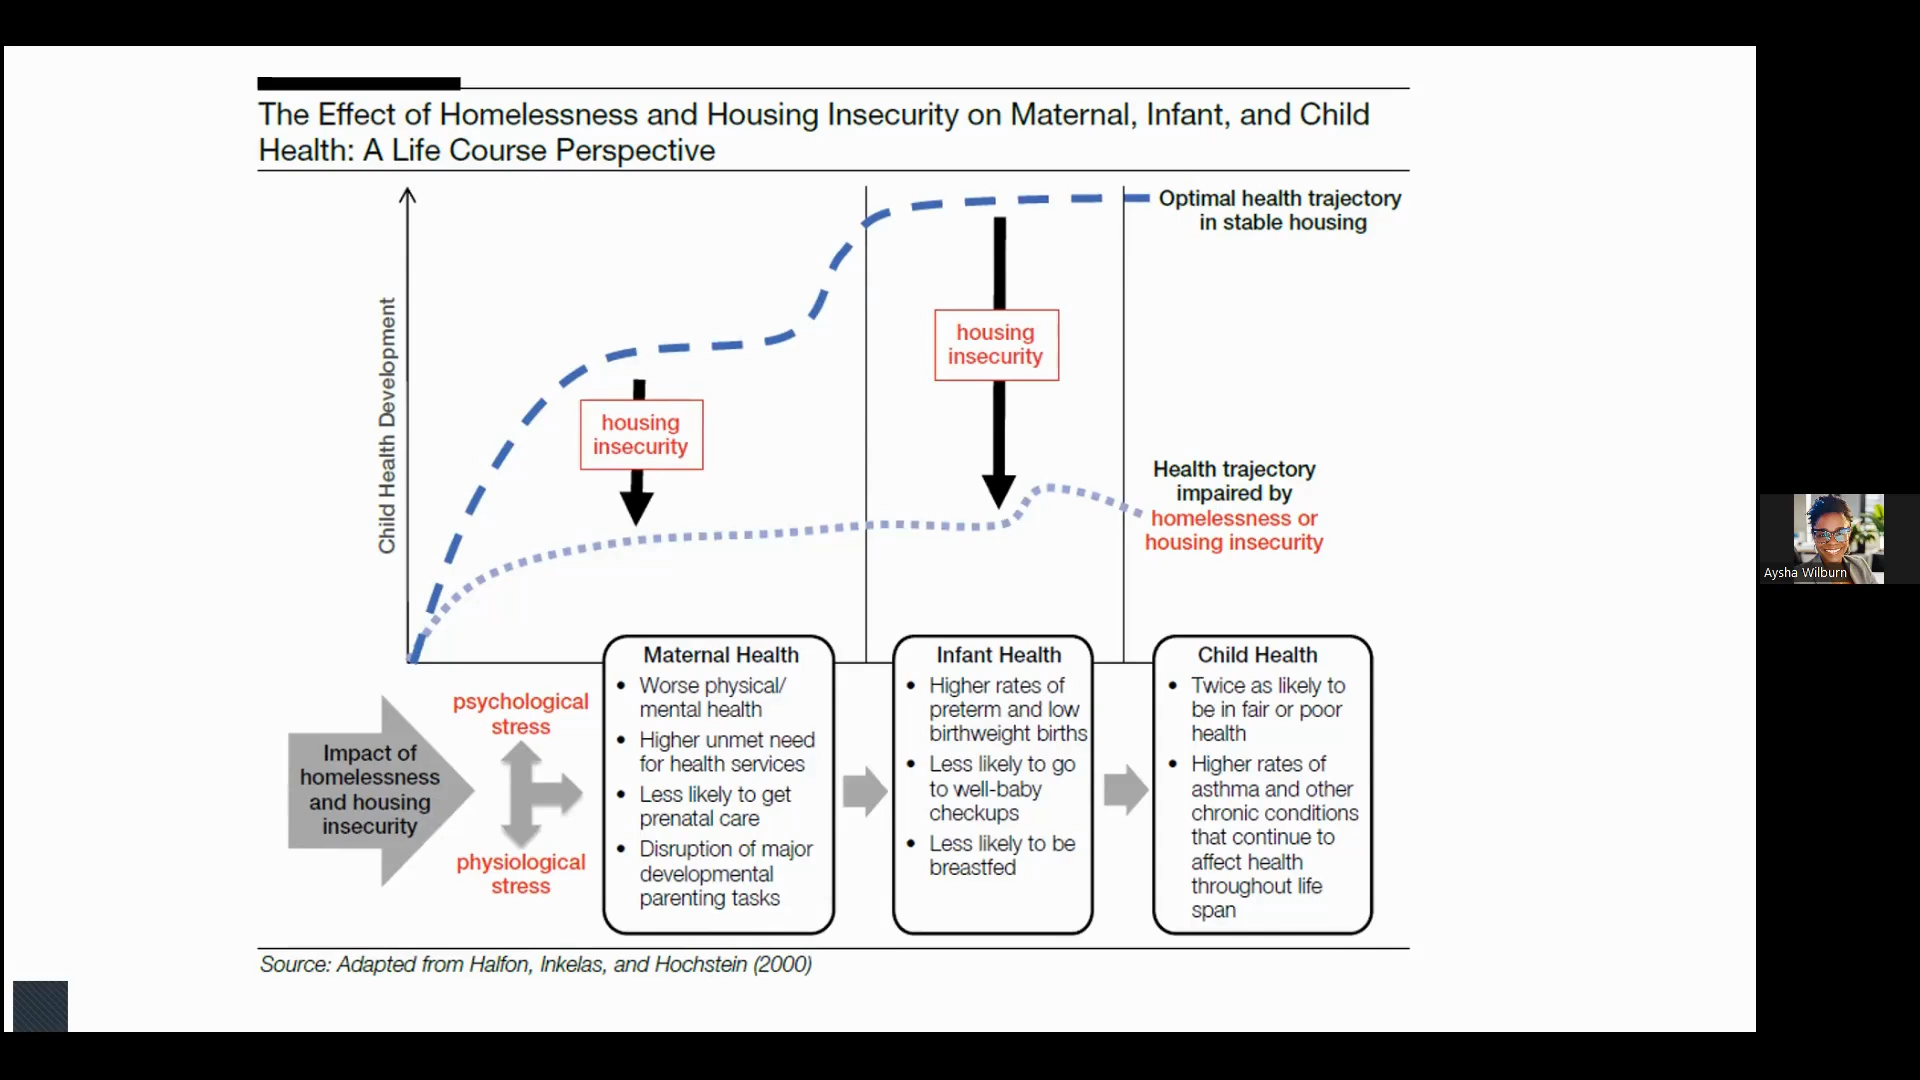 The Effect of Homelessness and Housing Insecurity on Maternal, Infant, and Child
Health: A Life Course Perspective
Optimal health trajectory
in stable housing
Child Health Development
housing
insecurity
housing
insecurity
Health trajectory
impaired by
homelessness or
housing insecurity
Impact of
homelessness
and housing
insecurity
psychological
stress
physiological
stress
Maternal Health
• Worse physical/
mental health
• Higher unmet need
for health services
• Less likely to get
prenatal care
• Disruption of major
developmental
parenting tasks
Infant Health
• Higher rates of
preterm and low
birthweight births
• Less likely to go
to well-baby
checkups
• Less likely to be
breastfed
Child Health
• Twice as likely to
be in fair or poor
health
• Higher rates of
asthma and other
chronic conditions
that continue to
affect health
throughout life
span
Source: Adapted from Halfon, Inkelas, and Hochstein (2000)
Aysha Wilburn